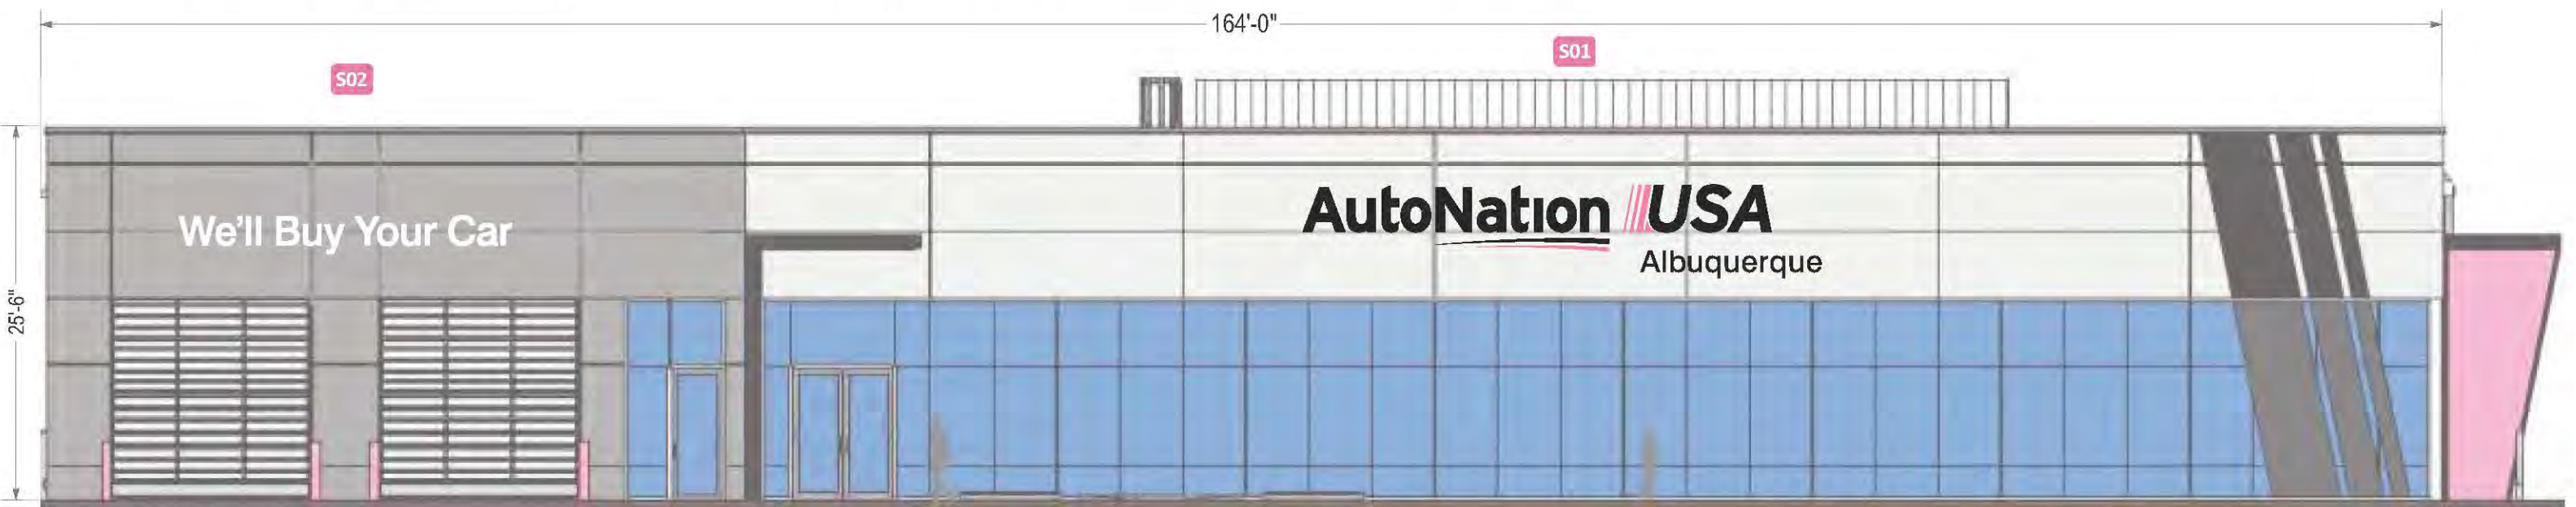 164'-0"
S01
S02
AutoNation USA
We'll Buy Your Car
Albuquerque
25'-6"